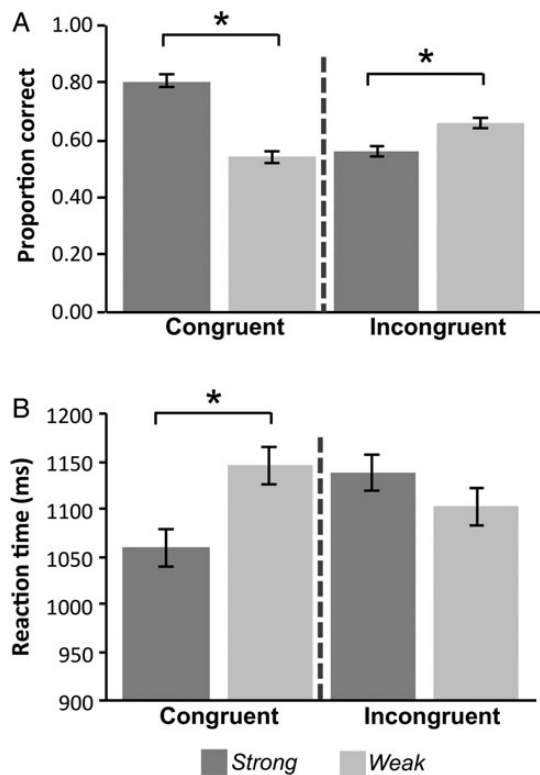 A
Proportion correct
1.00
0.80
0.60
0.40
0.20
0.00
*
*
Congruent
Incongruent
B
Reaction time (ms)
1200
1150
1100
1050
1000
950
900
*
Congruent
Incongruent
Strong
Weak